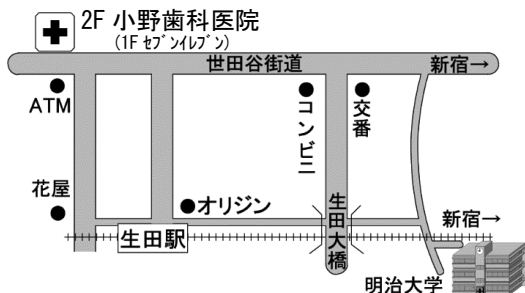 2F 小野歯科医院
(1F ｾﾌﾞﾝｲﾚﾌﾞﾝ)
世田谷街道
新宿→
ATM
コンビニ
交番
花屋
オリジン
生田大橋
新宿→
生田駅
明治大学